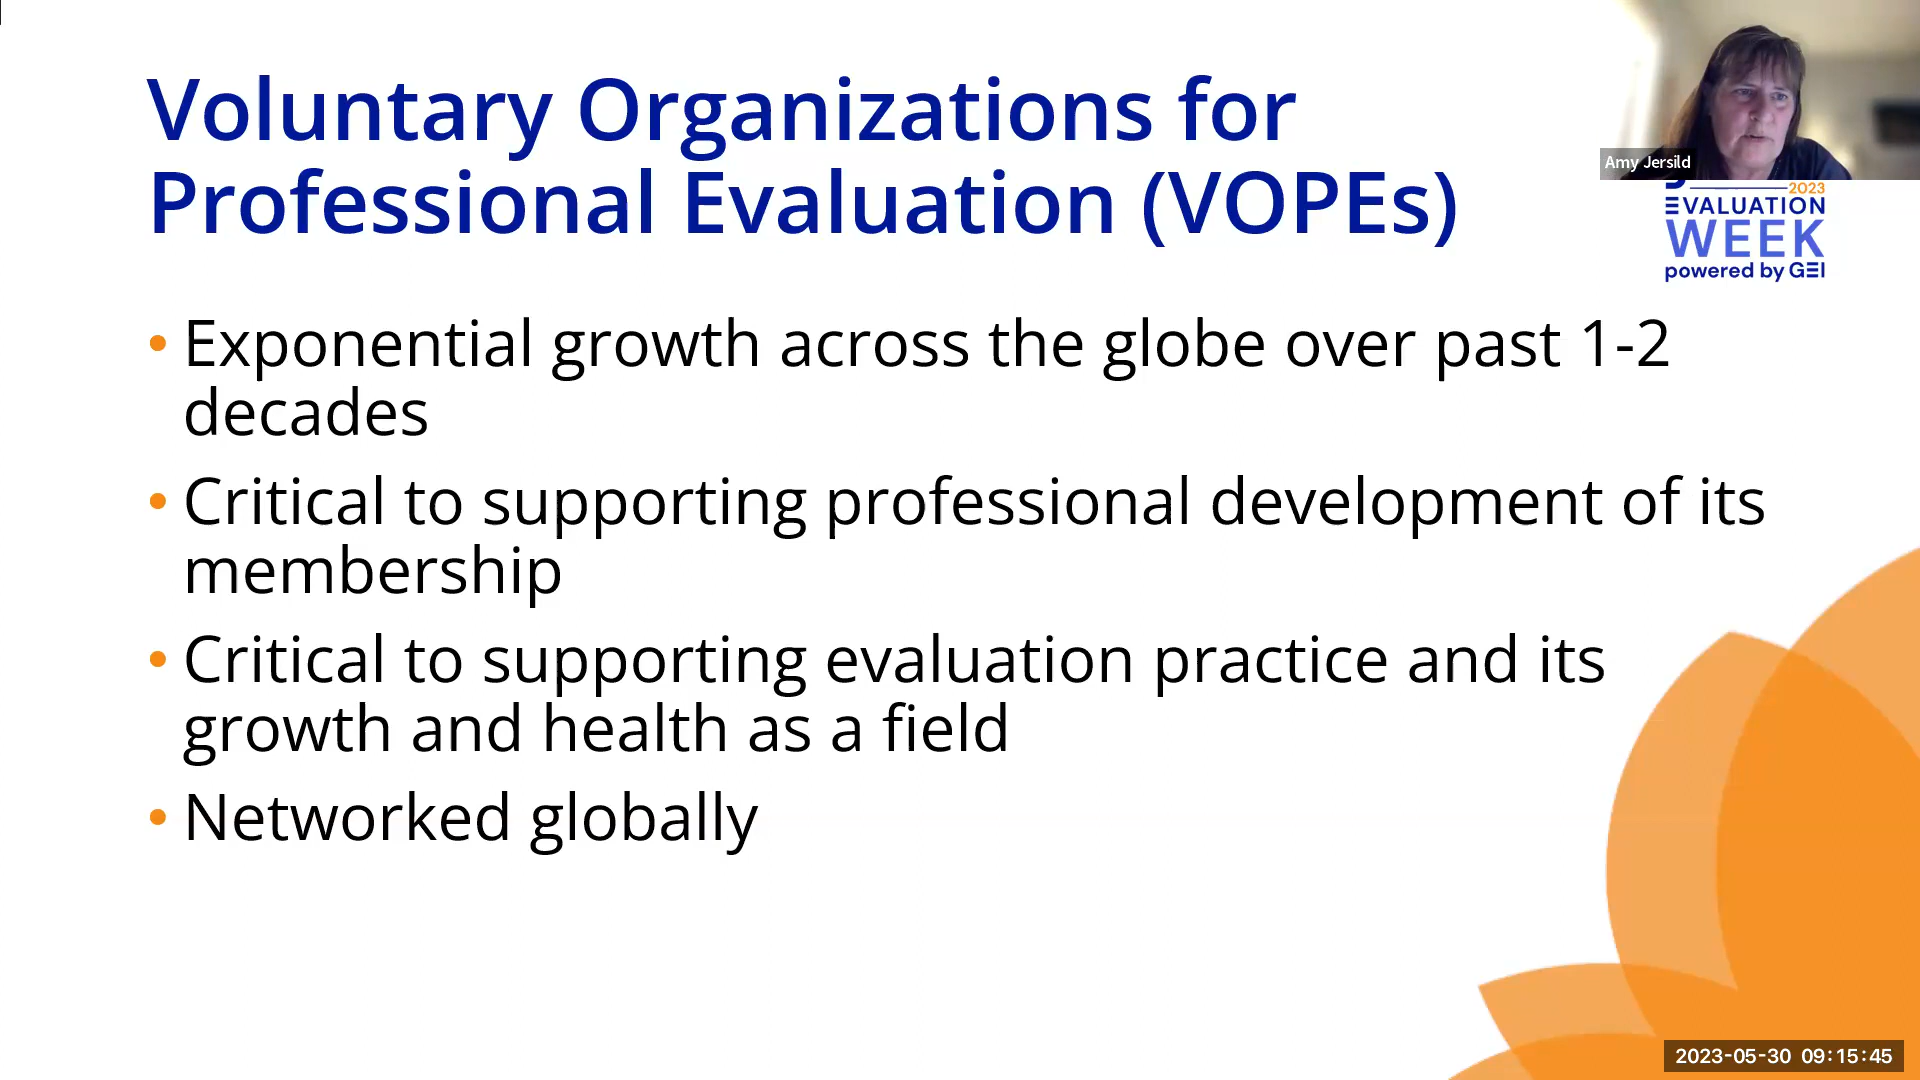 Voluntary Organizations for
Professional Evaluation (VOPEs)
Amy Jersild
2023
EVALUATION
WEEK
powered by GEI
• Exponential growth across the globe over past 1-2
decades
• Critical to supporting professional development of its
membership
• Critical to supporting evaluation practice and its
growth and health as a field
• Networked globally
2023-05-30 09:15:45